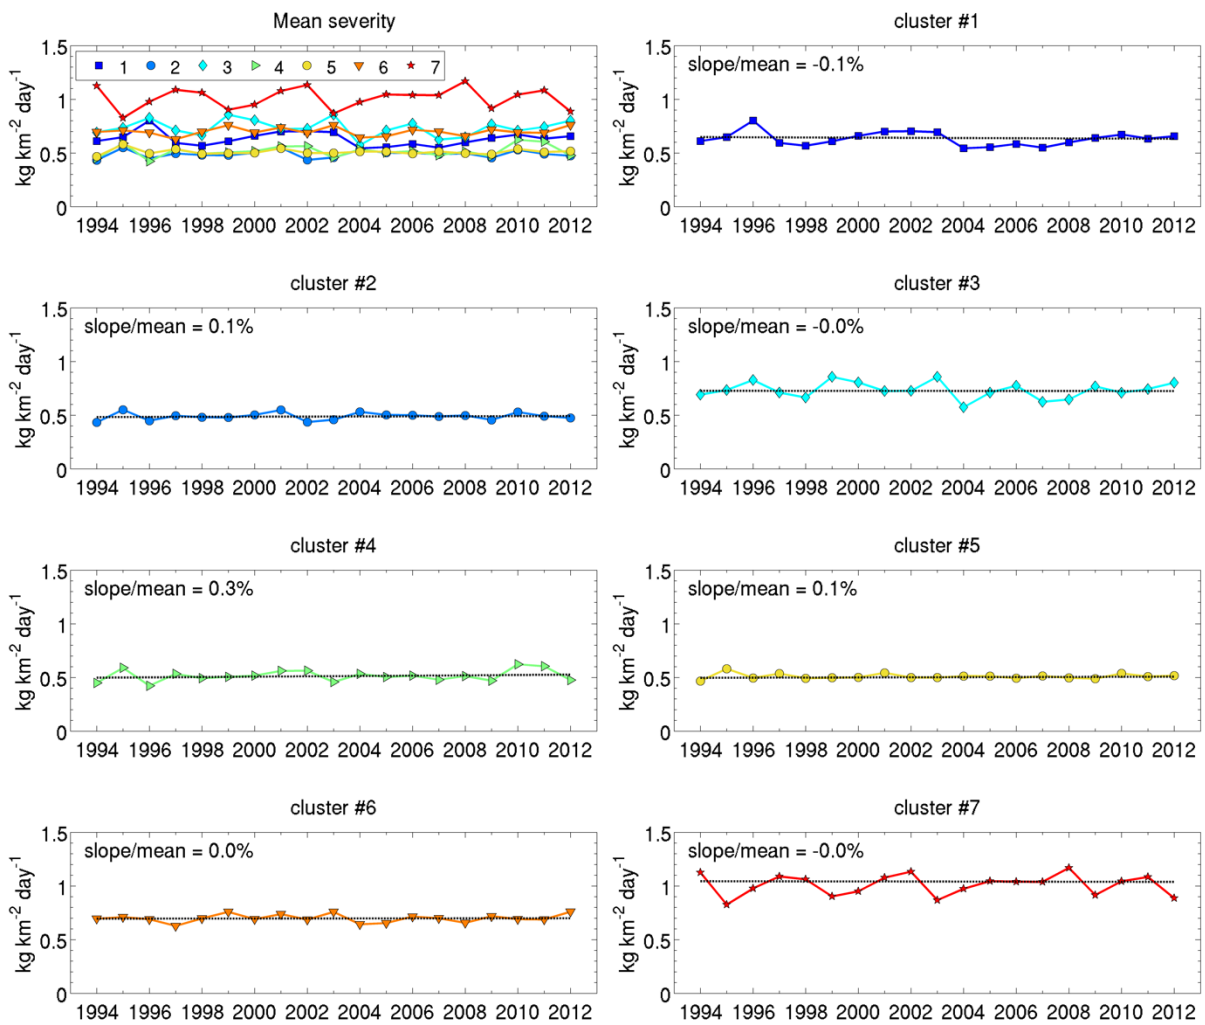 Mean severity
1 2 3 4 5 6 7
kg km-2 day-1
1.5
1
0.5
0
1994 1996 1998 2000 2002 2004 2006 2008 2010 2012
cluster #1
slope/mean = -0.1%
kg km-2 day-1
1.5
1
0.5
0
1994 1996 1998 2000 2002 2004 2006 2008 2010 2012
cluster #2
slope/mean = 0.1%
kg km-2 day-1
1.5
1
0.5
0
1994 1996 1998 2000 2002 2004 2006 2008 2010 2012
cluster #3
slope/mean = -0.0%
kg km-2 day-1
1.5
1
0.5
0
1994 1996 1998 2000 2002 2004 2006 2008 2010 2012
cluster #4
slope/mean = 0.3%
kg km-2 day-1
1.5
1
0.5
0
1994 1996 1998 2000 2002 2004 2006 2008 2010 2012
cluster #5
slope/mean = 0.1%
kg km-2 day-1
1.5
1
0.5
0
1994 1996 1998 2000 2002 2004 2006 2008 2010 2012
cluster #6
slope/mean = 0.0%
kg km-2 day-1
1.5
1
0.5
0
1994 1996 1998 2000 2002 2004 2006 2008 2010 2012
cluster #7
slope/mean = -0.0%
kg km-2 day-1
1.5
1
0.5
0
1994 1996 1998 2000 2002 2004 2006 2008 2010 2012